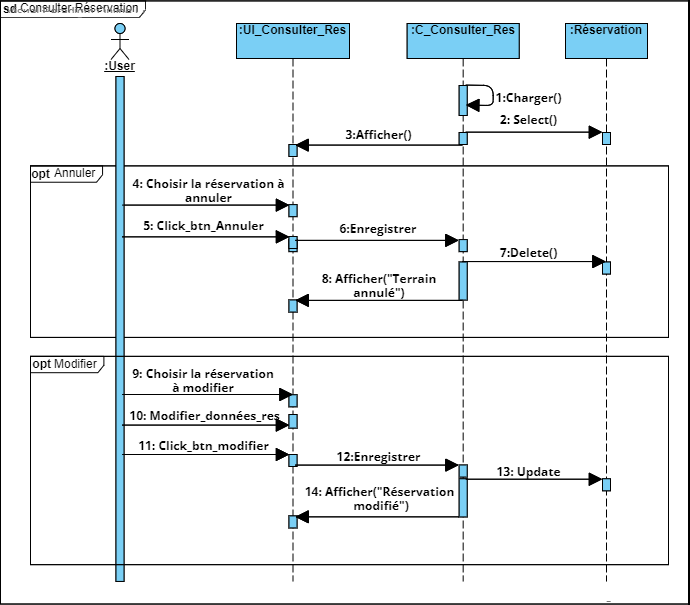 sd Consulter Réservation
:User
:UI_Consulter_Res
:C_Consulter_Res
:Réservation
1:Charger()
2: Select()
3:Afficher()
opt Annuler
4: Choisir la réservation à
annuler
5: Click_btn_Annuler
6:Enregistrer
7:Delete()
8: Afficher("Terrain
annulé")
opt Modifier
9: Choisir la réservation
à modifier
10: Modifier_données_res
11: Click_btn_modifier
12:Enregistrer
13: Update
14: Afficher("Réservation
modifié")